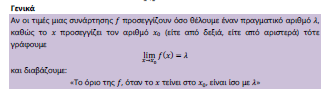 Γενικά
Αν οι τιμές μιας συνάρτησης f προσεγγίζουν όσο θέλουμε έναν πραγματικό αριθμό λ,
καθώς το x προσεγγίζει τον αριθμό x₀ (είτε από δεξιά, είτε από αριστερά) τότε
γράφουμε
lim f(x) = λ
x→x₀
και διαβάζουμε:
«Το όριο της f, όταν το x τείνει στο x₀, είναι ίσο με λ»